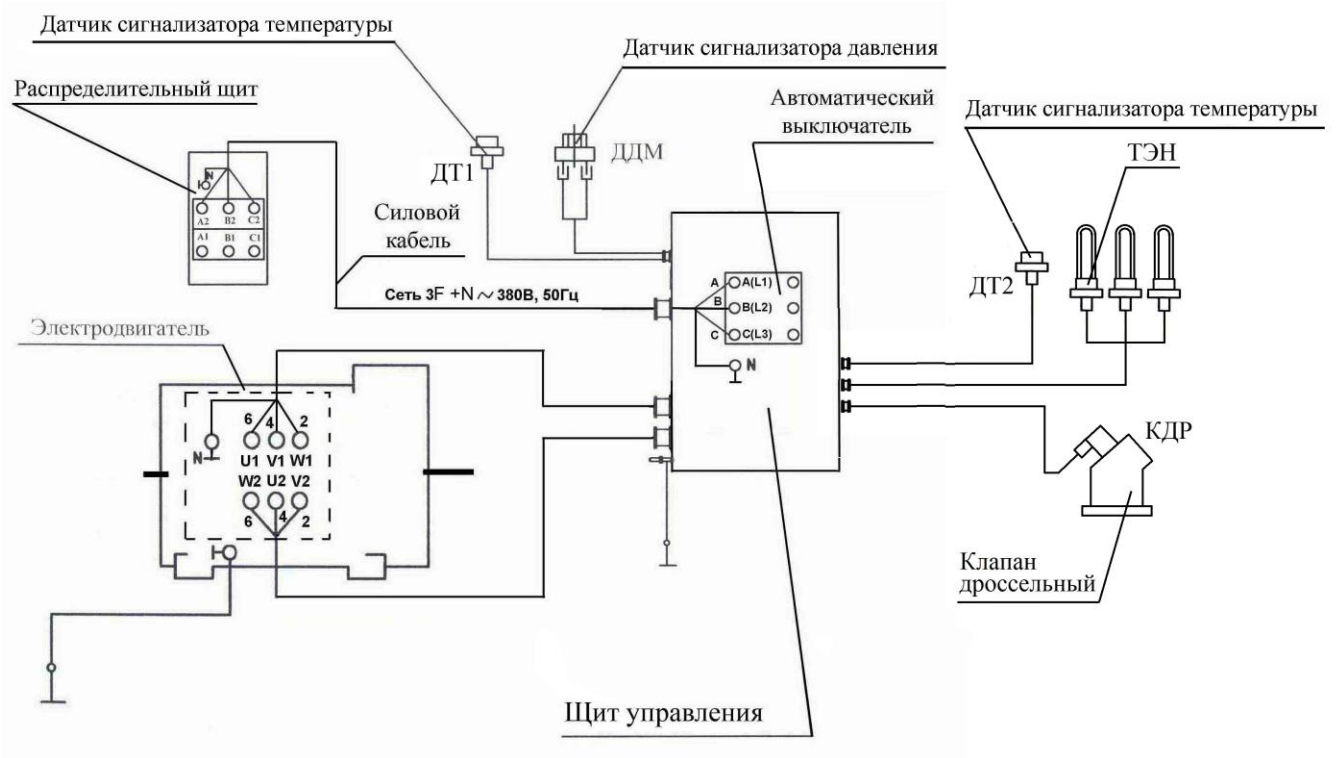 Датчик сигнализатора температуры
Датчик сигнализатора давления
Распределительный щит
Автоматический
выключатель
Датчик сигнализатора температуры
ТЭН
ДДМ
ДТ1
N
A2 B2 C2
A1 B1 C1
Силовой
кабель
ДТ2
A A(L1)
B B(L2)
C C(L3)
N
Сеть 3F +N ~ 380В, 50Гц
Электродвигатель
6 4 2
N
U1 V1 W1
W2 U2 V2
6 4 2
КДР
Клапан
дроссельный
Щит управления